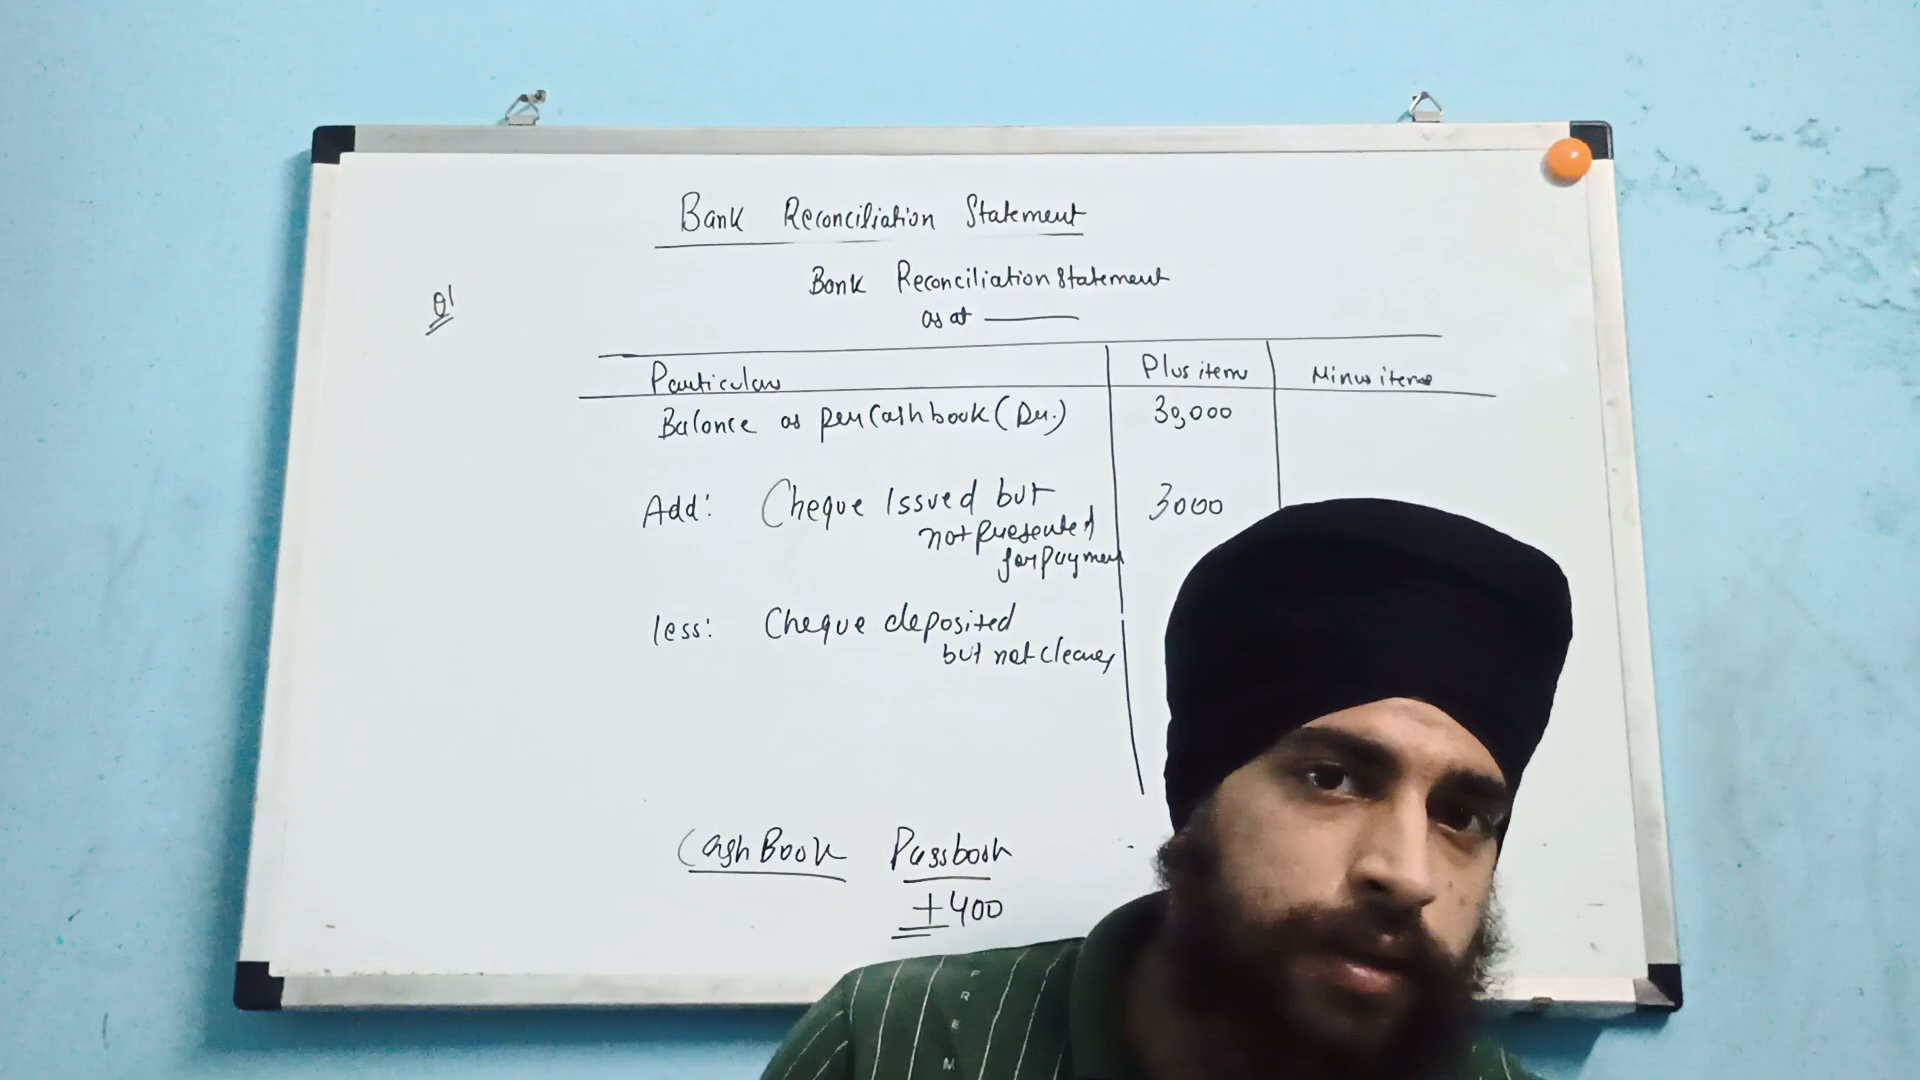 Bank Reconciliation Statement
Bank Reconciliation Statement
as at
Q1
Particulars Plus items Minus items
Balance as per Cash book (Dr.) 30,000
Add: Cheque Issued but 3000
not Presented
for payment
less: Cheque deposited
but not cleared
Cash Book Passbook
+400
P
R
E
M